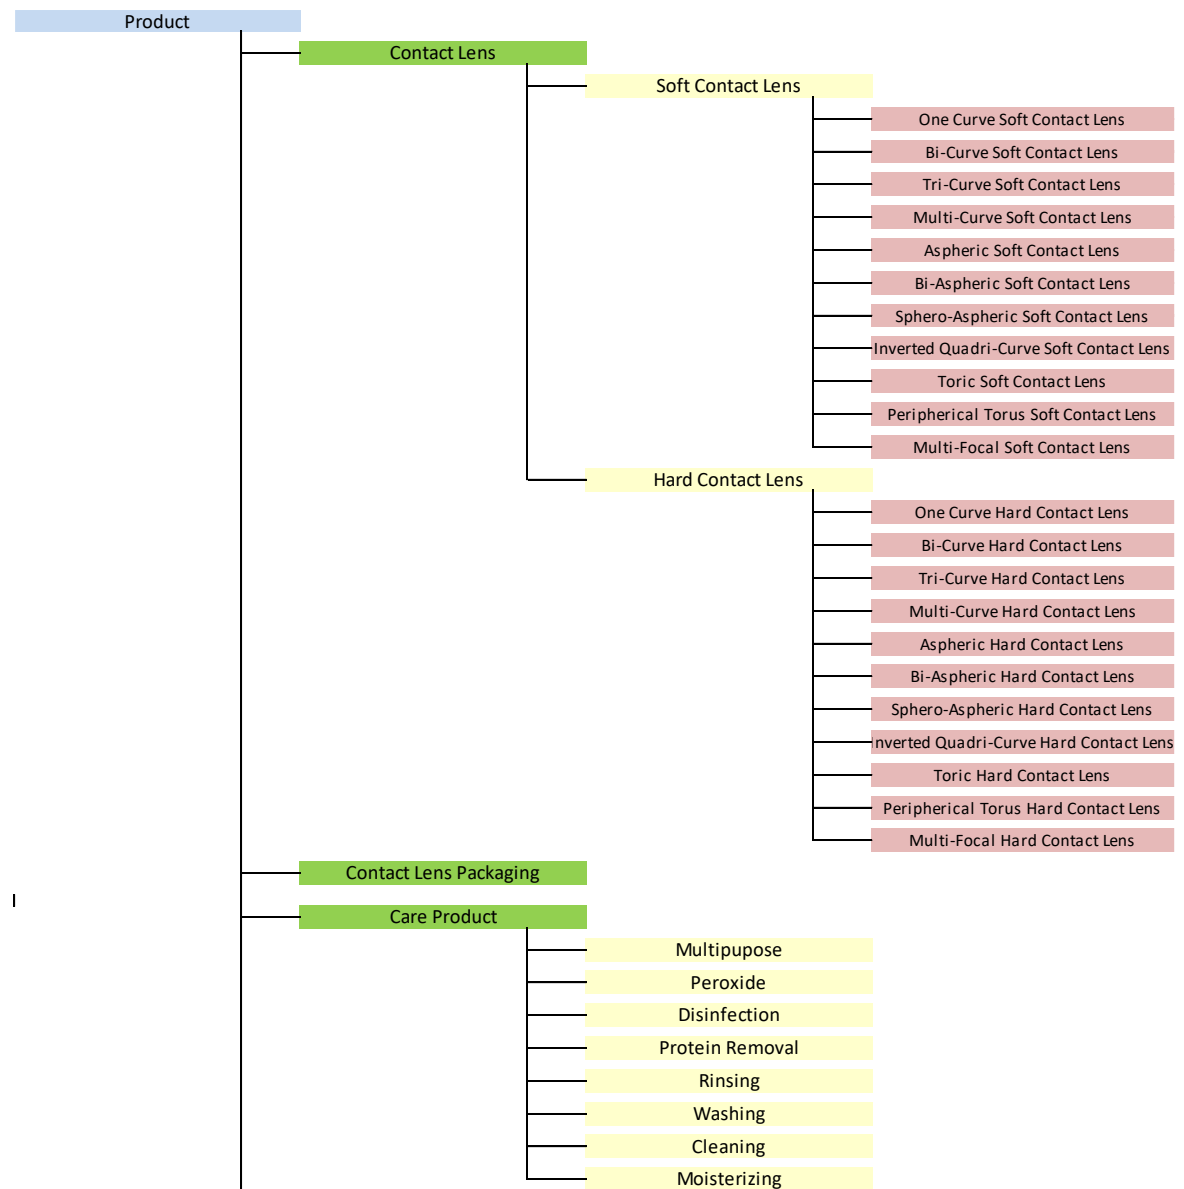 Product
Contact Lens
Soft Contact Lens
One Curve Soft Contact Lens
Bi-Curve Soft Contact Lens
Tri-Curve Soft Contact Lens
Multi-Curve Soft Contact Lens
Aspheric Soft Contact Lens
Bi-Aspheric Soft Contact Lens
Sphero-Aspheric Soft Contact Lens
Inverted Quadri-Curve Soft Contact Lens
Toric Soft Contact Lens
Peripherical Torus Soft Contact Lens
Multi-Focal Soft Contact Lens
Hard Contact Lens
One Curve Hard Contact Lens
Bi-Curve Hard Contact Lens
Tri-Curve Hard Contact Lens
Multi-Curve Hard Contact Lens
Aspheric Hard Contact Lens
Bi-Aspheric Hard Contact Lens
Sphero-Aspheric Hard Contact Lens
Inverted Quadri-Curve Hard Contact Lens
Toric Hard Contact Lens
Peripherical Torus Hard Contact Lens
Multi-Focal Hard Contact Lens
Contact Lens Packaging
Care Product
Multipupose
Peroxide
Disinfection
Protein Removal
Rinsing
Washing
Cleaning
Moisterizing